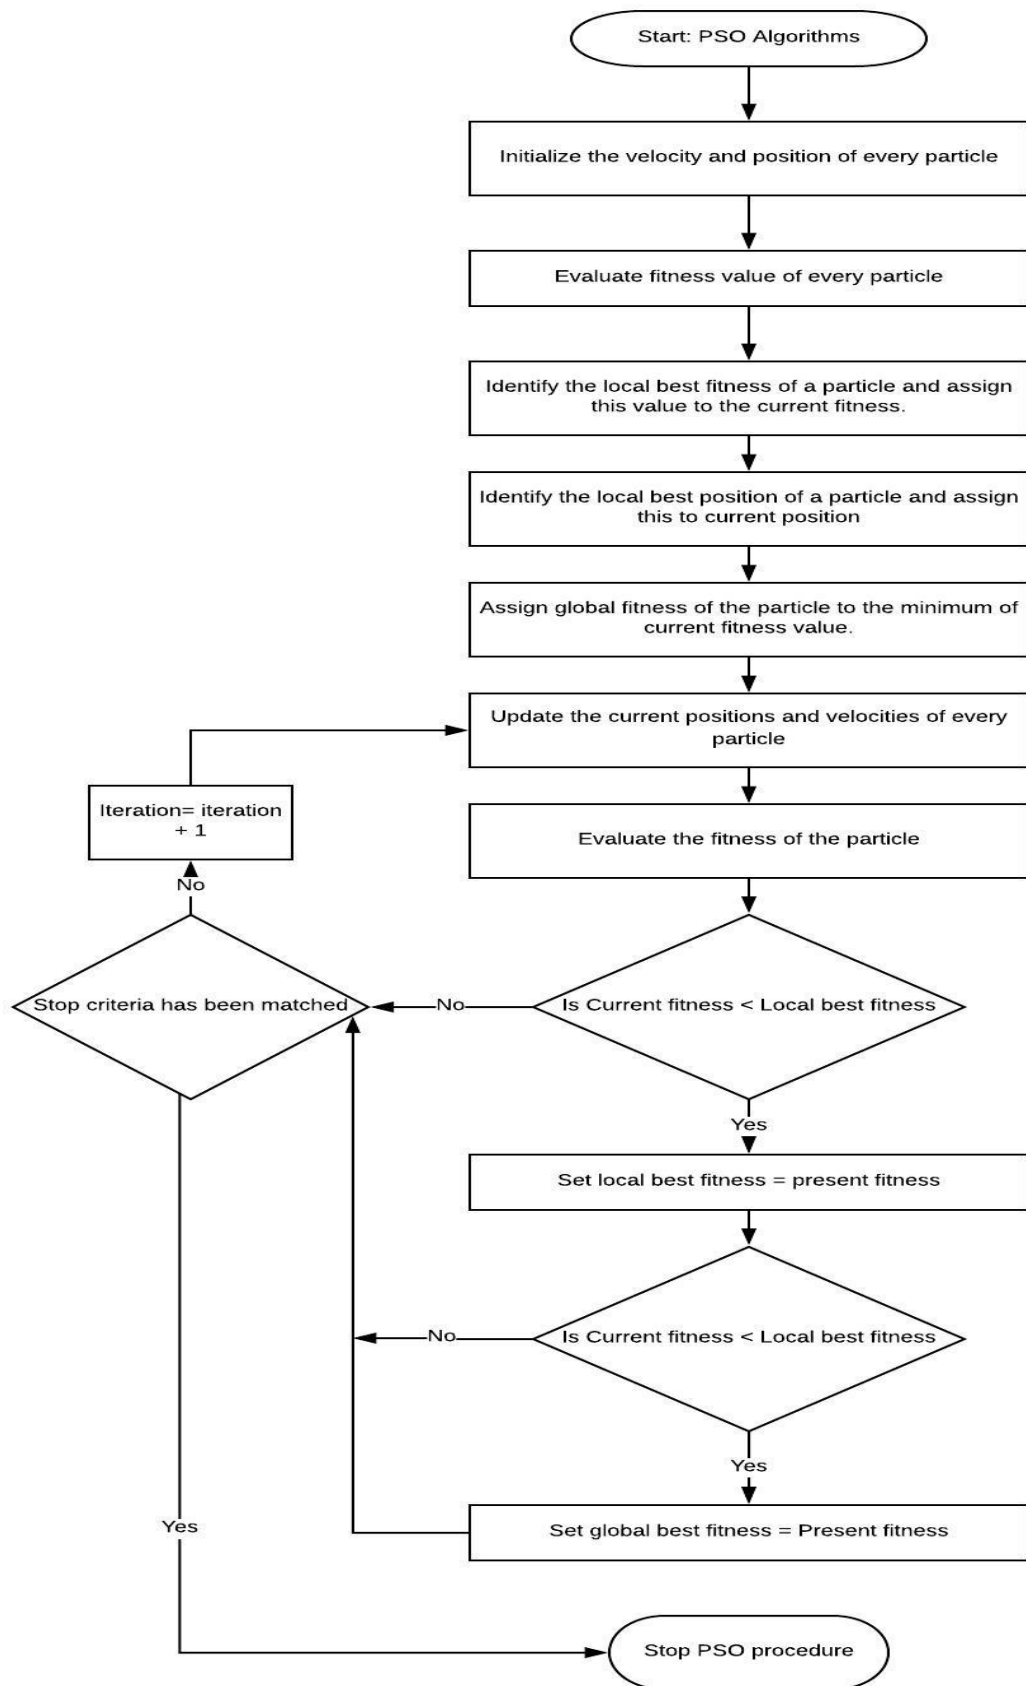 Start: PSO Algorithms
Initialize the velocity and position of every particle
Evaluate fitness value of every particle
Identify the local best fitness of a particle and assign
this value to the current fitness.
Identify the local best position of a particle and assign
this to current position
Assign global fitness of the particle to the minimum of
current fitness value.
Update the current positions and velocities of every
particle
Iteration= iteration
+ 1
Evaluate the fitness of the particle
No
Stop criteria has been matched
No
Is Current fitness < Local best fitness
Yes
Set local best fitness = present fitness
No
Is Current fitness < Local best fitness
Yes
Yes
Set global best fitness = Present fitness
Stop PSO procedure